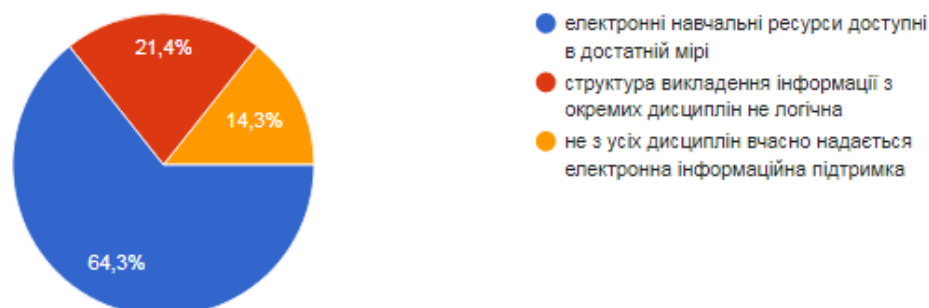 21,4%
14,3%
64,3%
електронні навчальні ресурси доступні
в достатній мірі
структура викладення інформації з
окремих дисциплін не логічна
не з усіх дисциплін вчасно надається
електронна інформаційна підтримка